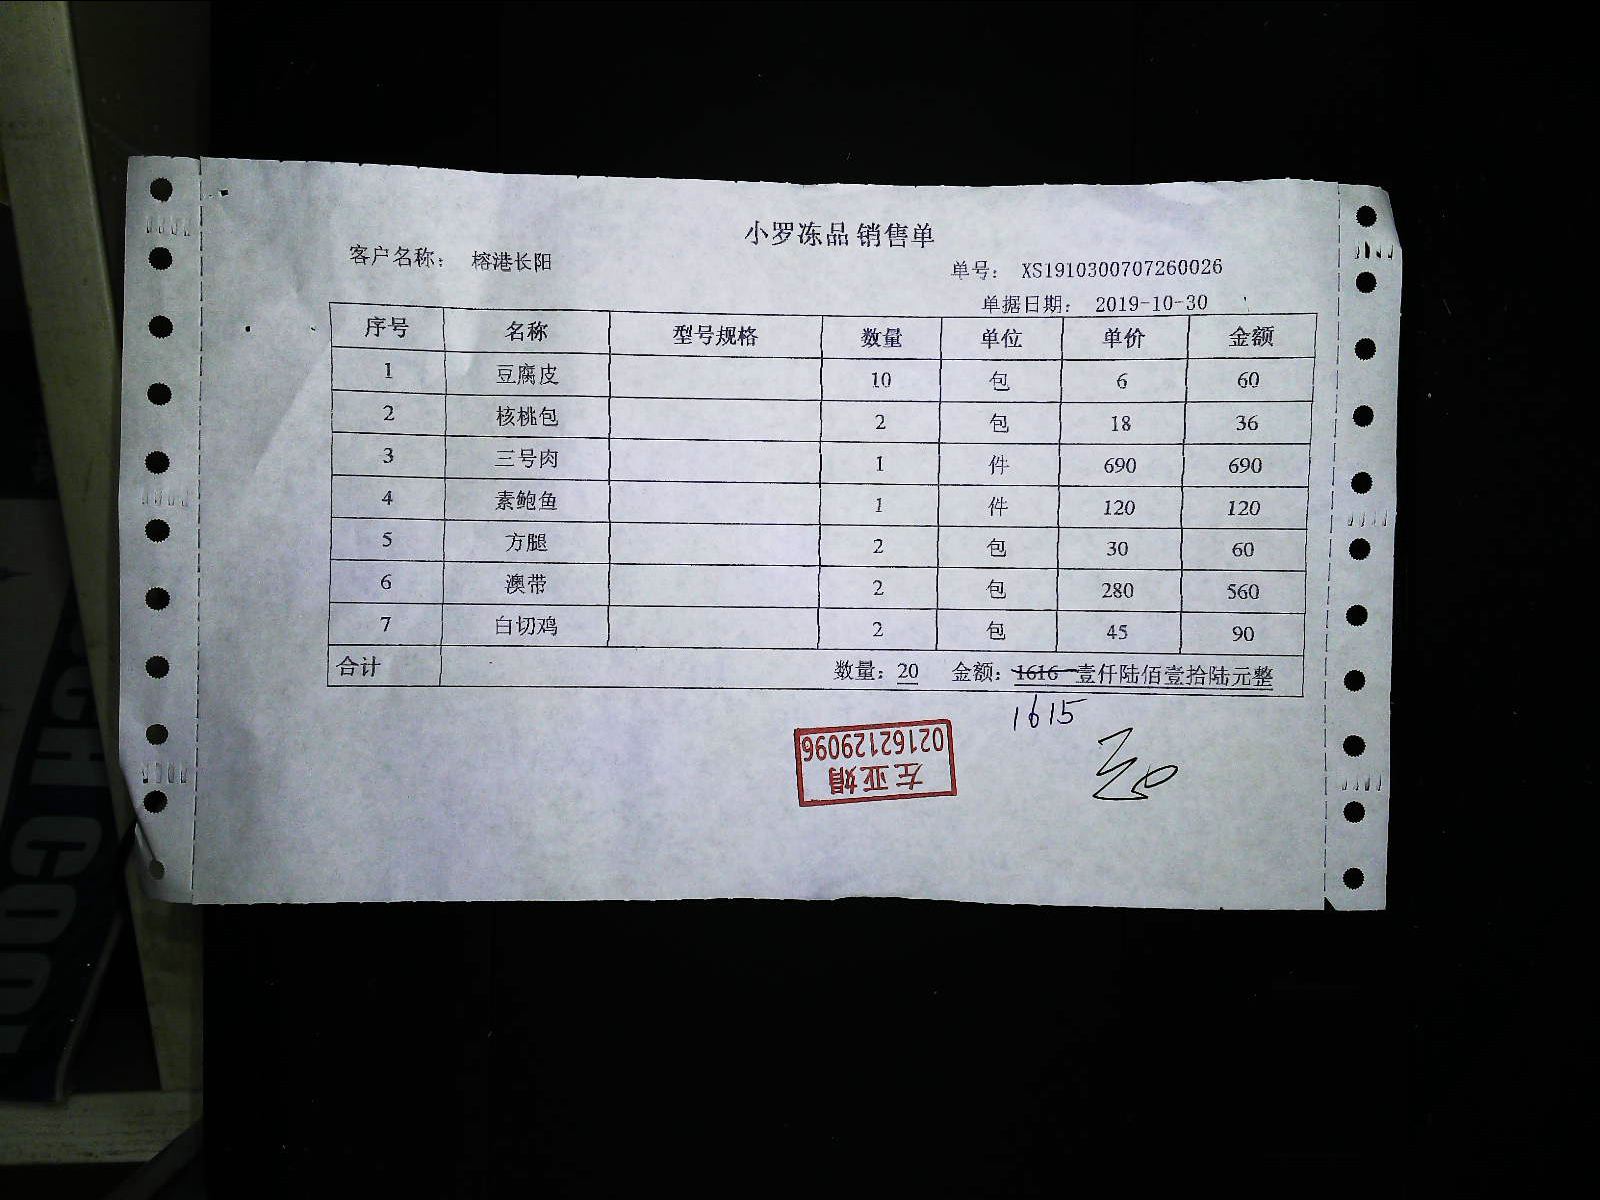 小罗冻品 销售单
客户名称： 榕港长阳
单号： XS1910300707260026
单据日期： 2019-10-30
序号 名称 型号规格 数量 单位 单价 金额
1 豆腐皮 10 包 6 60
2 核桃包 2 包 18 36
3 三号肉 1 件 690 690
4 素鲍鱼 1 件 120 120
5 方腿 2 包 30 60
6 澳带 2 包 280 560
7 白切鸡 2 包 45 90
合计 数量：20 金额：1616 壹仟陆佰壹拾陆元整
1615
02162129096
左亚娟
CH COO